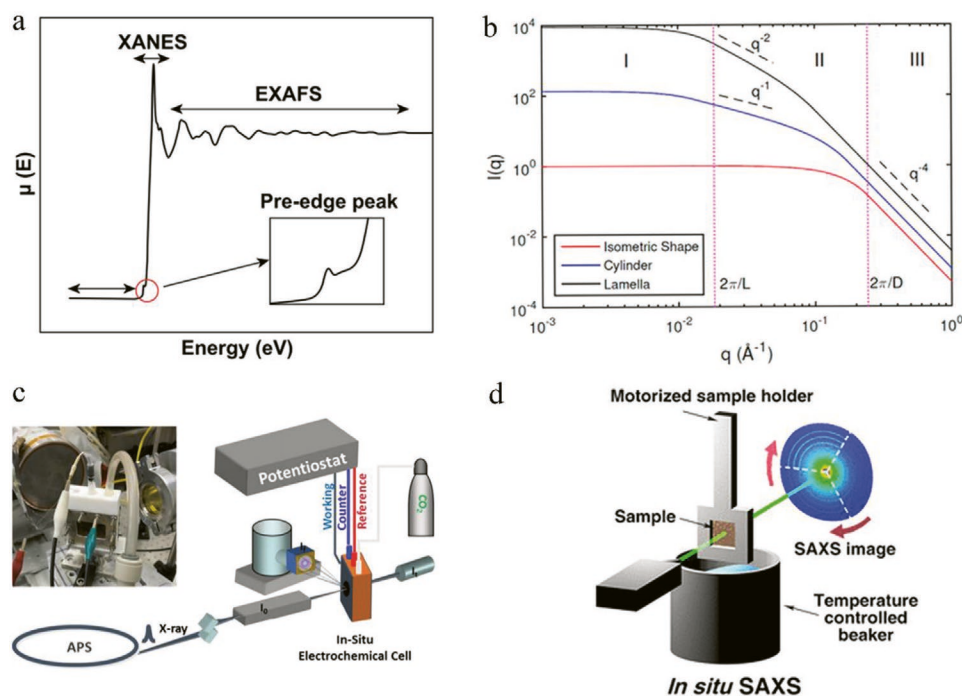 a
XANES
EXAFS
μ (E)
Pre-edge peak
Energy (eV)
b
I(q)
10^4
10^2
10^0
10^-2
10^-4
I
II
III
q^-2
q^-1
q^-4
Isometric Shape
Cylinder
Lamella
2π/L
2π/D
10^-3
10^-2
10^-1
10^0
q (Å^-1)
c
Potentiostat
Working
Counter
Reference
CO2
I0
X-ray
APS
In-Situ
Electrochemical Cell
d
Motorized sample holder
Sample
SAXS image
Temperature
controlled
beaker
In situ SAXS